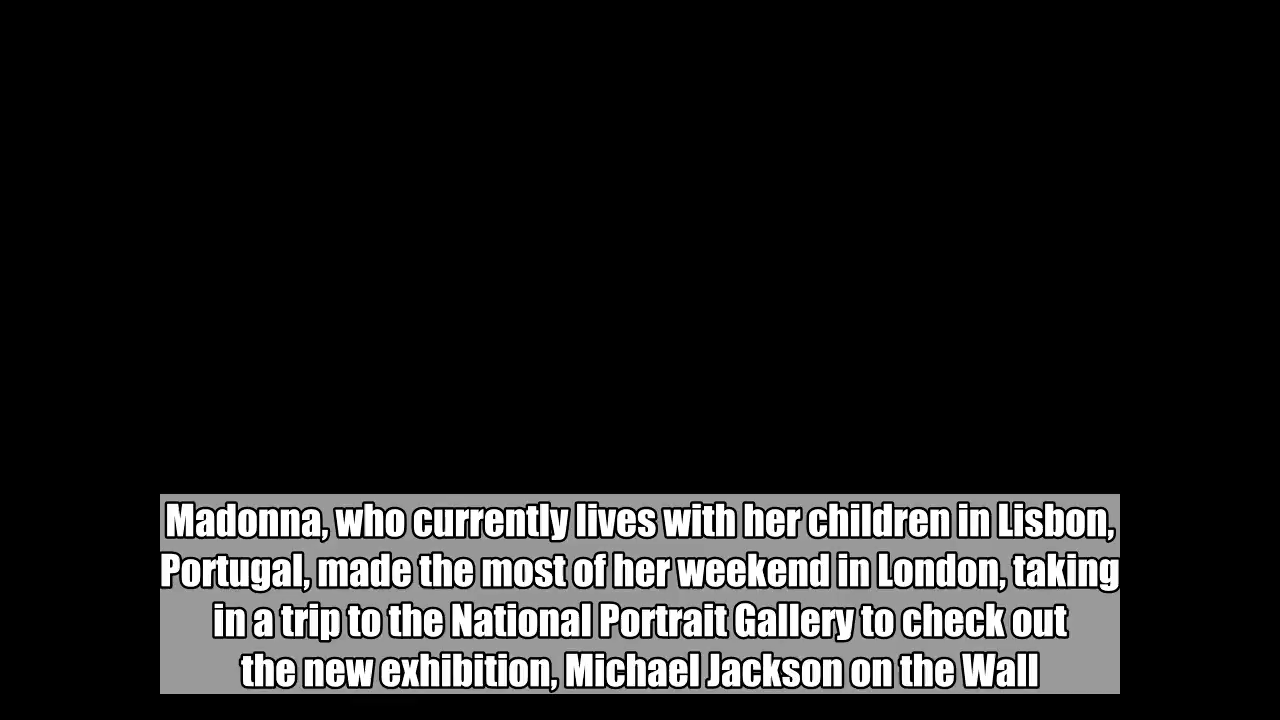 Madonna, who currently lives with her children in Lisbon,
Portugal, made the most of her weekend in London, taking
in a trip to the National Portrait Gallery to check out
the new exhibition, Michael Jackson on the Wall